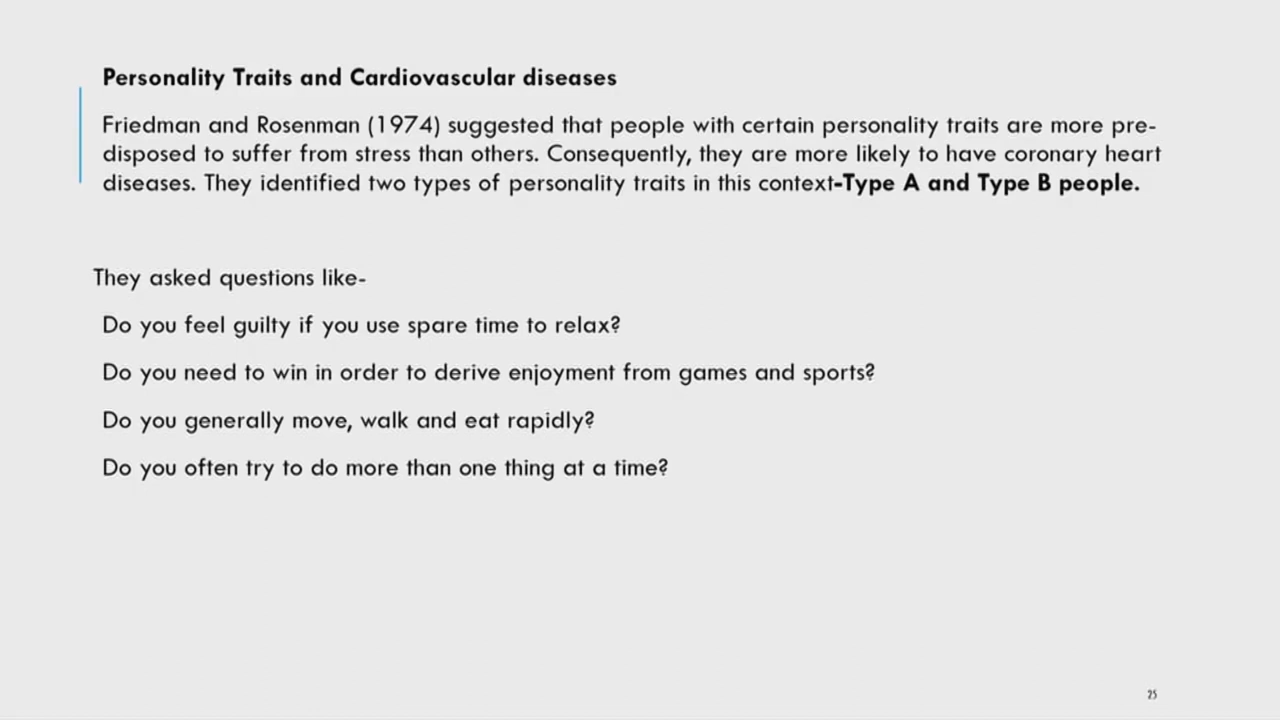 Personality Traits and Cardiovascular diseases
Friedman and Rosenman (1974) suggested that people with certain personality traits are more pre-
disposed to suffer from stress than others. Consequently, they are more likely to have coronary heart
diseases. They identified two types of personality traits in this context-Type A and Type B people.
They asked questions like-
Do you feel guilty if you use spare time to relax?
Do you need to win in order to derive enjoyment from games and sports?
Do you generally move, walk and eat rapidly?
Do you often try to do more than one thing at a time?
25